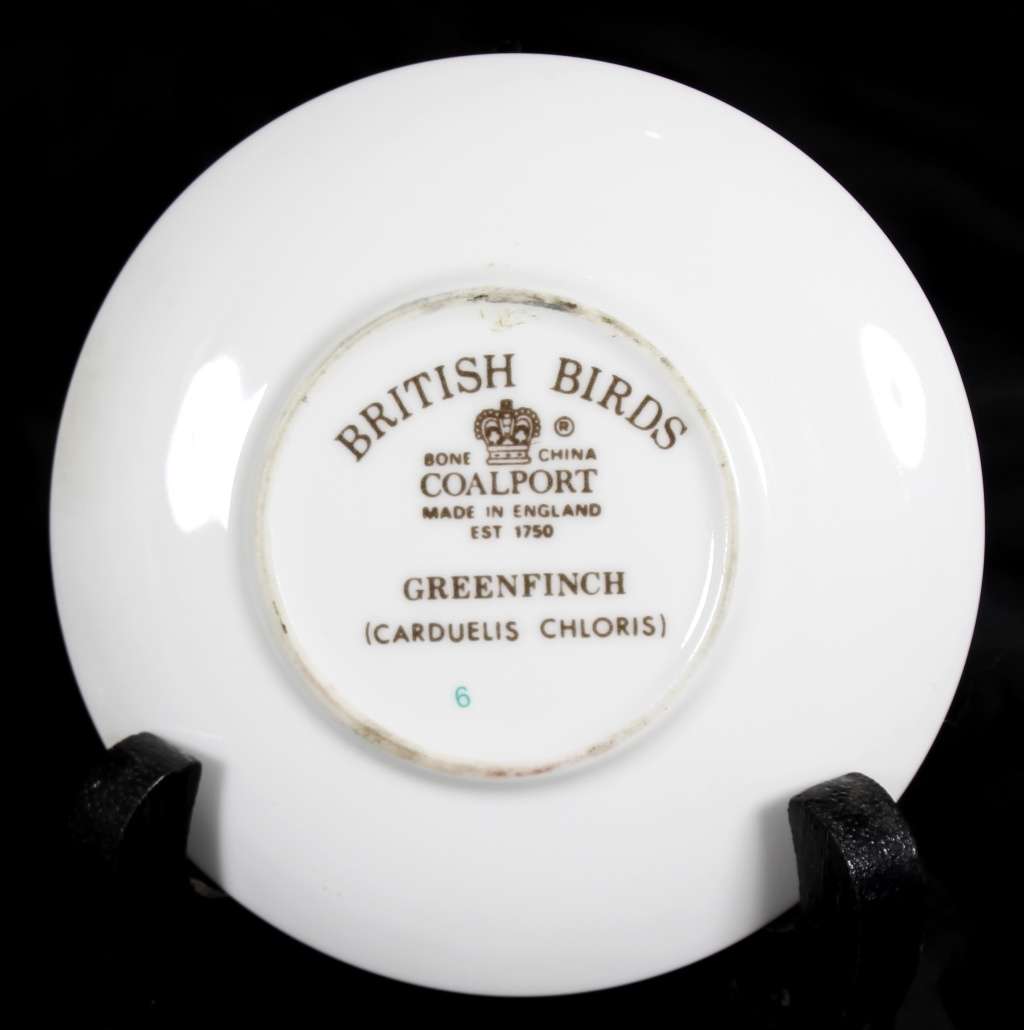 BRITISH BIRDS
®
BONE CHINA
COALPORT
MADE IN ENGLAND
EST 1750
GREENFINCH
(CARDUELIS CHLORIS)
6